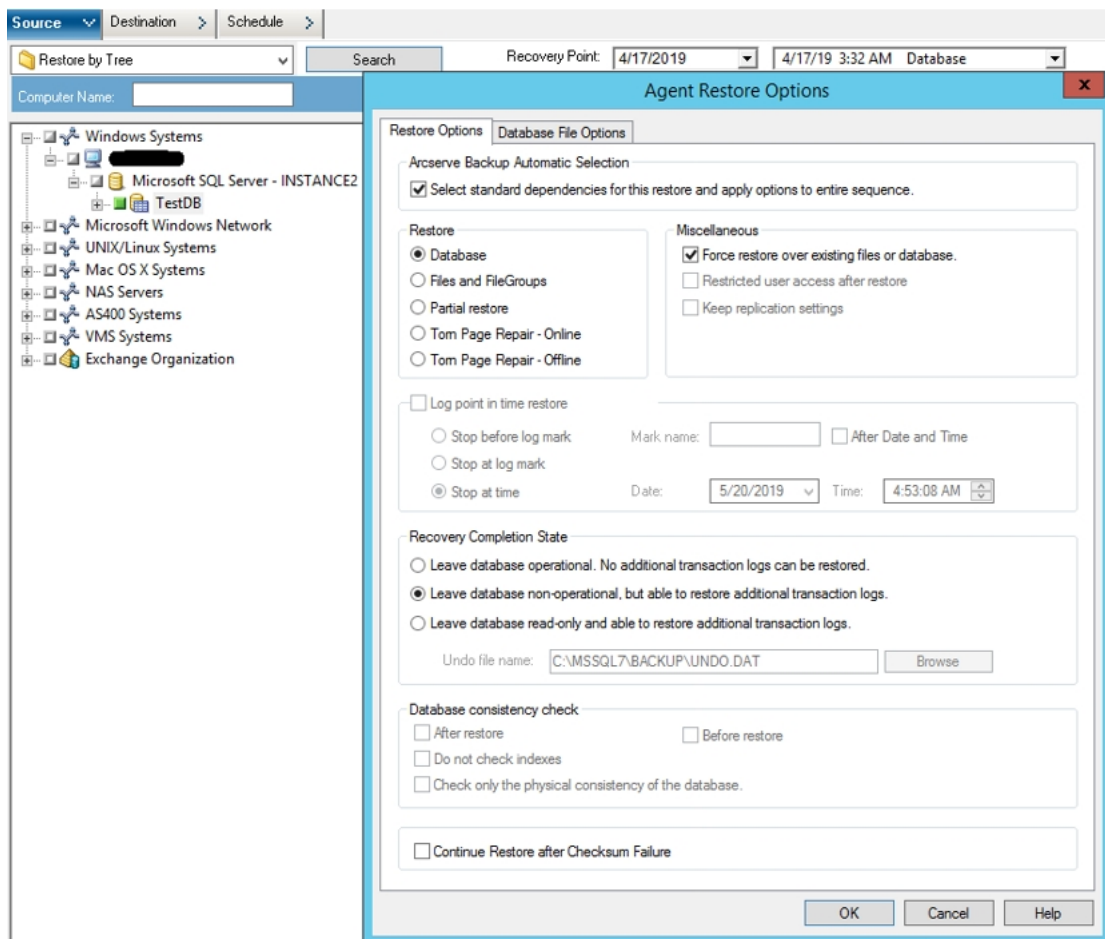 Source Destination > Schedule >
Restore by Tree Search Recovery Point: 4/17/2019 4/17/19 3:32 AM Database
Computer Name:
Agent Restore Options x
Windows Systems
Microsoft SQL Server - INSTANCE2
TestDB
Microsoft Windows Network
UNIX/Linux Systems
Mac OS X Systems
NAS Servers
AS400 Systems
VMS Systems
Exchange Organization
Restore Options Database File Options
Arcserve Backup Automatic Selection
Select standard dependencies for this restore and apply options to entire sequence.
Restore
Database
Files and FileGroups
Partial restore
Torn Page Repair - Online
Torn Page Repair - Offline
Miscellaneous
Force restore over existing files or database.
Restricted user access after restore
Keep replication settings
Log point in time restore
Stop before log mark Mark name: After Date and Time
Stop at log mark
Stop at time Date: 5/20/2019 Time: 4:53:08 AM
Recovery Completion State
Leave database operational. No additional transaction logs can be restored.
Leave database non-operational, but able to restore additional transaction logs.
Leave database read-only and able to restore additional transaction logs.
Undo file name: C:\MSSQL7\BACKUP\UNDO.DAT Browse
Database consistency check
After restore Before restore
Do not check indexes
Check only the physical consistency of the database.
Continue Restore after Checksum Failure
OK Cancel Help